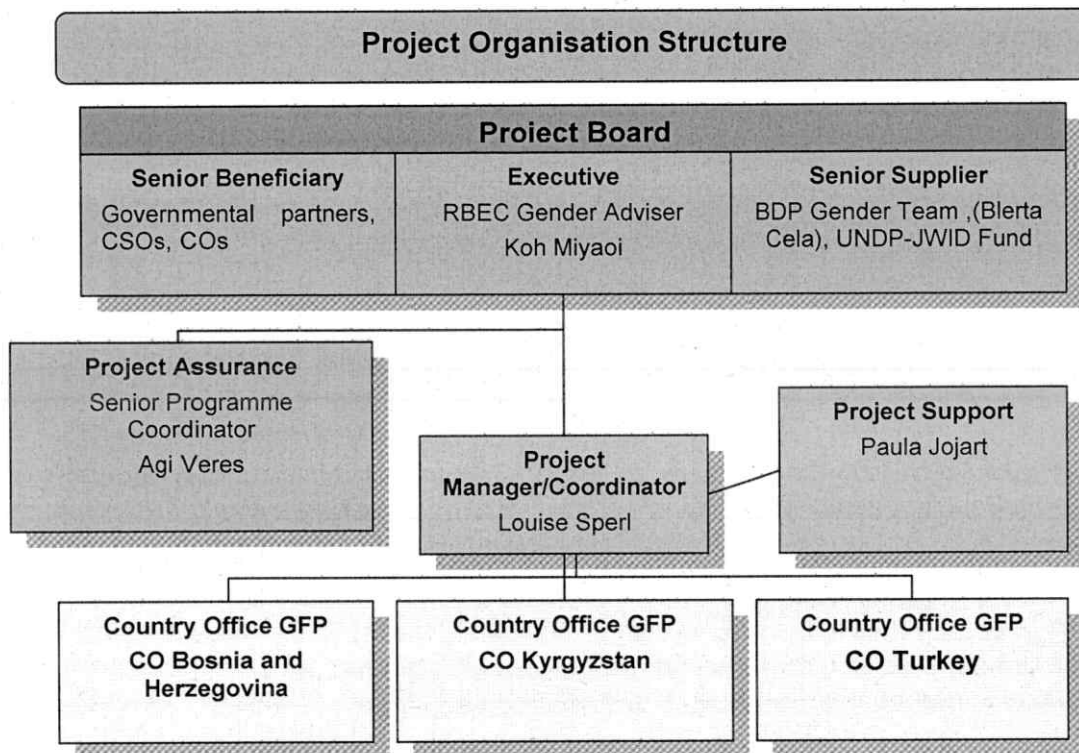 Project Organisation Structure
Project Board
Senior Beneficiary
Governmental partners,
CSOs, COs
Executive
RBEC Gender Adviser
Koh Miyaoi
Senior Supplier
BDP Gender Team ,(Blerta
Cela), UNDP-JWID Fund
Project Assurance
Senior Programme
Coordinator
Agi Veres
Project
Manager/Coordinator
Louise Sperl
Project Support
Paula Jojart
Country Office GFP
CO Bosnia and
Herzegovina
Country Office GFP
CO Kyrgyzstan
Country Office GFP
CO Turkey